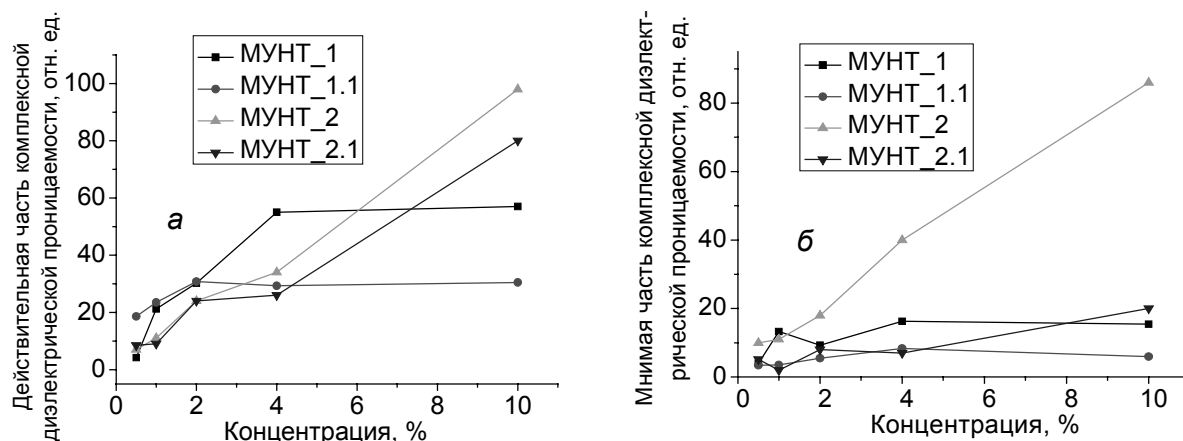 Действительная часть комплексной
диэлектрической проницаемости, отн. ед.
МУНТ_1
МУНТ_1.1
МУНТ_2
МУНТ_2.1
а
100
80
60
40
20
0
0
2
4
6
8
10
Концентрация, %
Мнимая часть комплексной диэлект-
рической проницаемости, отн. ед.
МУНТ_1
МУНТ_1.1
МУНТ_2
МУНТ_2.1
б
80
60
40
20
0
0
2
4
6
8
10
Концентрация, %